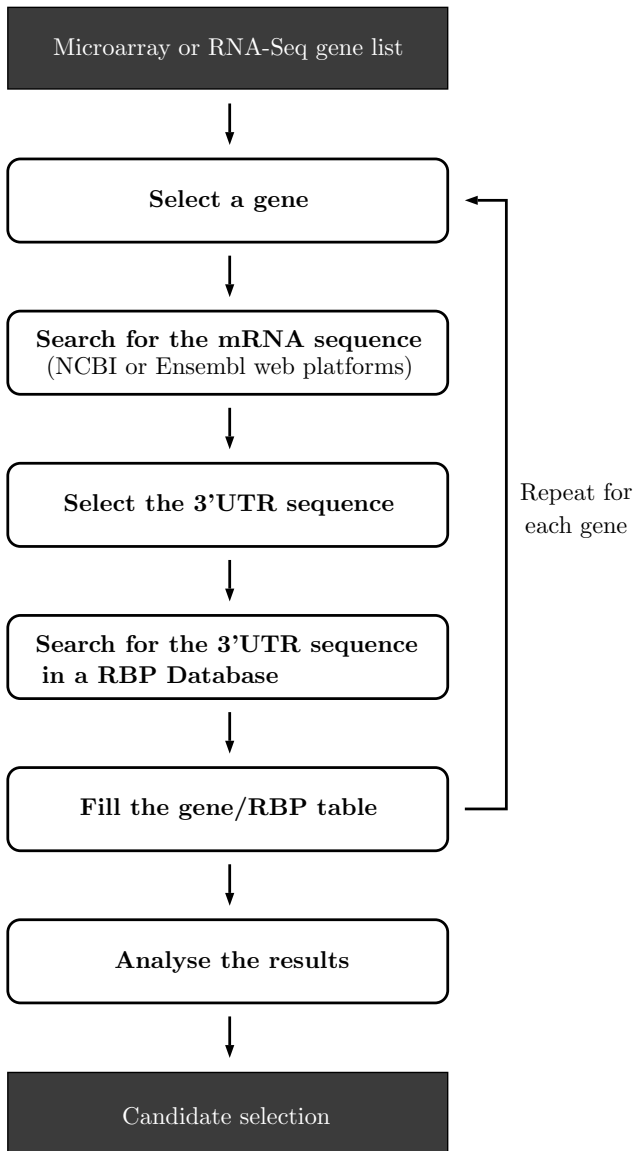 Microarray or RNA-Seq gene list
Select a gene
Search for the mRNA sequence
(NCBI or Ensembl web platforms)
Select the 3’UTR sequence
Repeat for
each gene
Search for the 3’UTR sequence
in a RBP Database
Fill the gene/RBP table
Analyse the results
Candidate selection